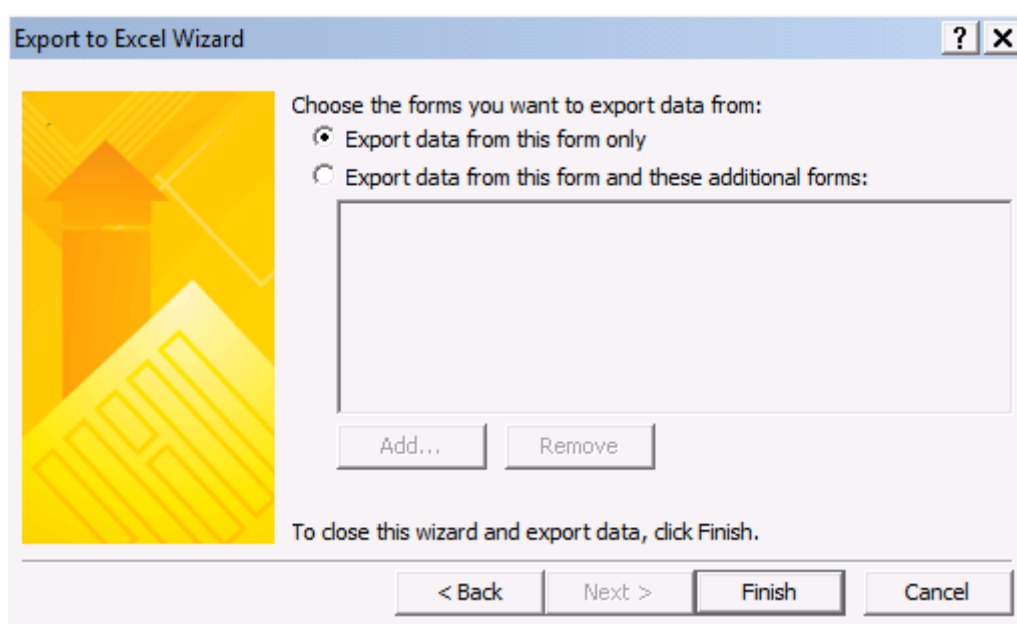 Export to Excel Wizard
?
Choose the forms you want to export data from:
Export data from this form only
Export data from this form and these additional forms:
Add...
Remove
To close this wizard and export data, click Finish.
< Back
Next >
Finish
Cancel